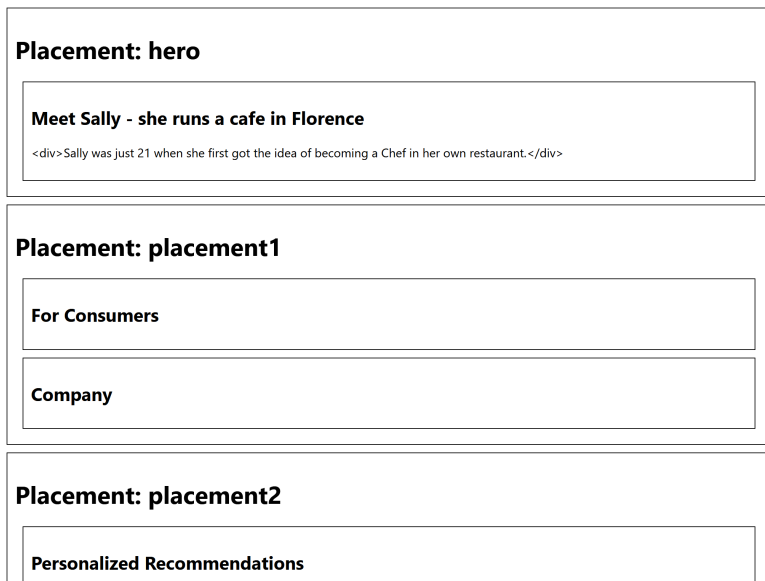 Placement: hero
Meet Sally - she runs a cafe in Florence
<div>Sally was just 21 when she first got the idea of becoming a Chef in her own restaurant.</div>
Placement: placement1
For Consumers
Company
Placement: placement2
Personalized Recommendations